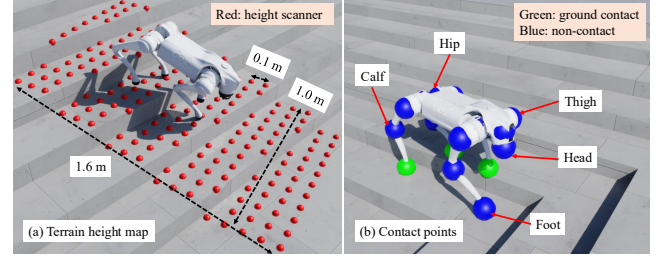 Red: height scanner
0.1 m
1.0 m
1.6 m
(a) Terrain height map
Green: ground contact
Blue: non-contact
Hip
Calf
Thigh
Head
Foot
(b) Contact points